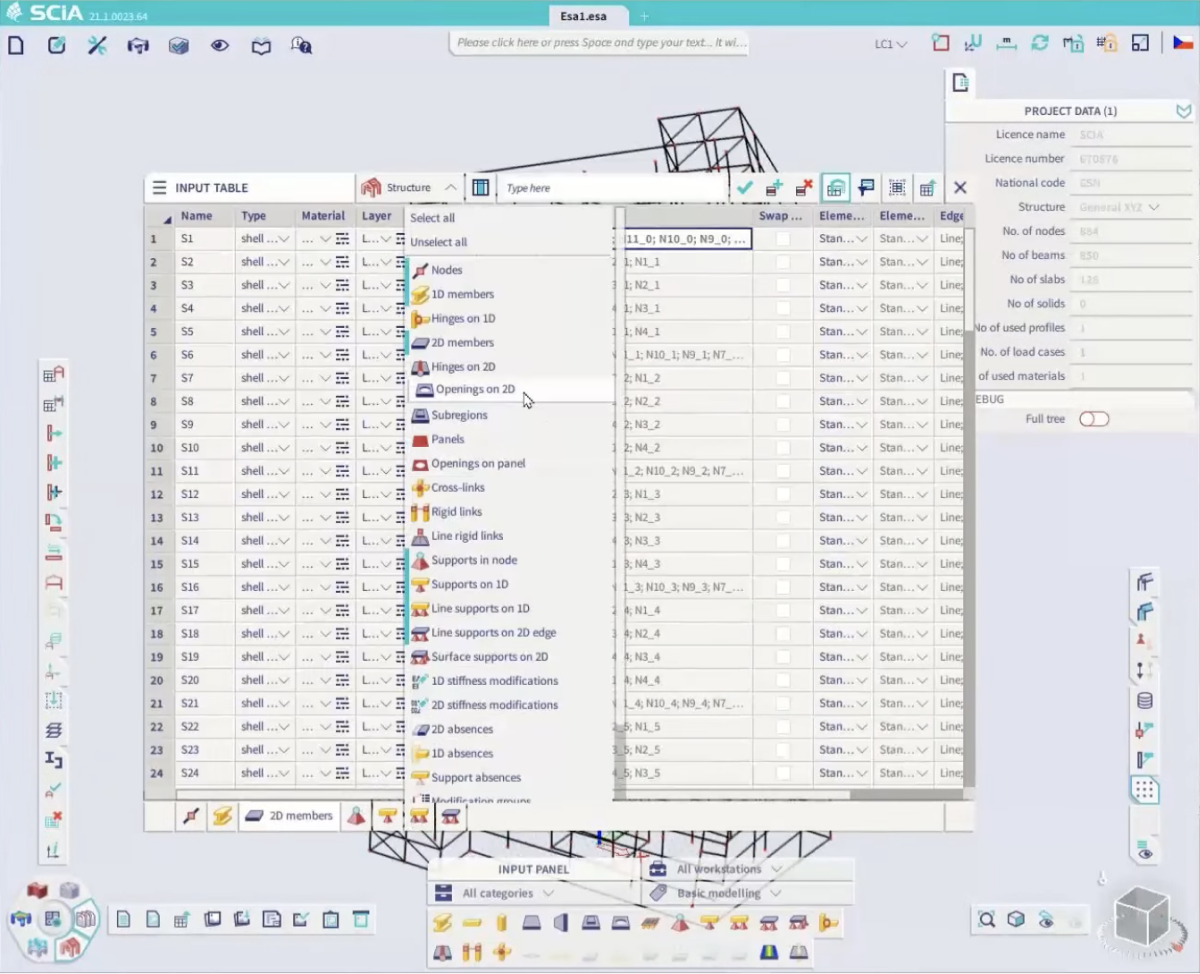 SCiA 21.1.0023.64
Esa1.esa
Please click here or press Space and type your text... It wi...
LC1
PROJECT DATA (1)
Licence name SCIA
Licence number 670576
National code ESN
Structure General XYZ
No. of nodes 684
No of beams 850
No of slabs 128
No of solids 0
No of used profiles 1
No. of load cases 1
of used materials 1
EBUG
Full tree
INPUT TABLE
Structure
Type here
Name Type Material Layer Swap ... Eleme... Eleme... Edge
Select all
Unselect all
Nodes
1D members
Hinges on 1D
2D members
Hinges on 2D
Openings on 2D
Subregions
Panels
Openings on panel
Cross-links
Rigid links
Line rigid links
Supports in node
Supports on 1D
Line supports on 1D
Line supports on 2D edge
Surface supports on 2D
1D stiffness modifications
2D stiffness modifications
2D absences
1D absences
Support absences
Modification groups
1 S1 shell ... ... L... N10_0; N9_0; ... Stan... Stan... Line;
2 S2 shell ... ... L... 1; N1_1 Stan... Stan... Line;
3 S3 shell ... ... L... 1; N2_1 Stan... Stan... Line;
4 S4 shell ... ... L... 1; N3_1 Stan... Stan... Line;
5 S5 shell ... ... L... 1; N4_1 Stan... Stan... Line;
6 S6 shell ... ... L... 1_1; N10_1; N9_1; N7_... Stan... Stan... Line;
7 S7 shell ... ... L... 2; N1_2 Stan... Stan... Line;
8 S8 shell ... ... L... 2; N2_2 Stan... Stan... Line;
9 S9 shell ... ... L... 2; N3_2 Stan... Stan... Line;
10 S10 shell ... ... L... 2; N4_2 Stan... Stan... Line;
11 S11 shell ... ... L... 1_2; N10_2; N9_2; N7_... Stan... Stan... Line;
12 S12 shell ... ... L... 3; N1_3 Stan... Stan... Line;
13 S13 shell ... ... L... 3; N2_3 Stan... Stan... Line;
14 S14 shell ... ... L... 3; N3_3 Stan... Stan... Line;
15 S15 shell ... ... L... 3; N4_3 Stan... Stan... Line;
16 S16 shell ... ... L... 1_3; N10_3; N9_3; N7_... Stan... Stan... Line;
17 S17 shell ... ... L... 4; N1_4 Stan... Stan... Line;
18 S18 shell ... ... L... 4; N2_4 Stan... Stan... Line;
19 S19 shell ... ... L... 4; N3_4 Stan... Stan... Line;
20 S20 shell ... ... L... 4; N4_4 Stan... Stan... Line;
21 S21 shell ... ... L... 1_4; N10_4; N9_4; N7_... Stan... Stan... Line;
22 S22 shell ... ... L... 5; N1_5 Stan... Stan... Line;
23 S23 shell ... ... L... 5; N2_5 Stan... Stan... Line;
24 S24 shell ... ... L... 5; N3_5 Stan... Stan... Line;
2D members
INPUT PANEL
All workstations
All categories
Basic modelling